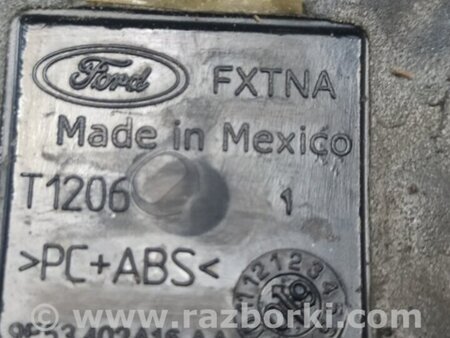 Ford FXTNA
Made in Mexico
T1206 1
>PC+ABS<
www.razborki.com